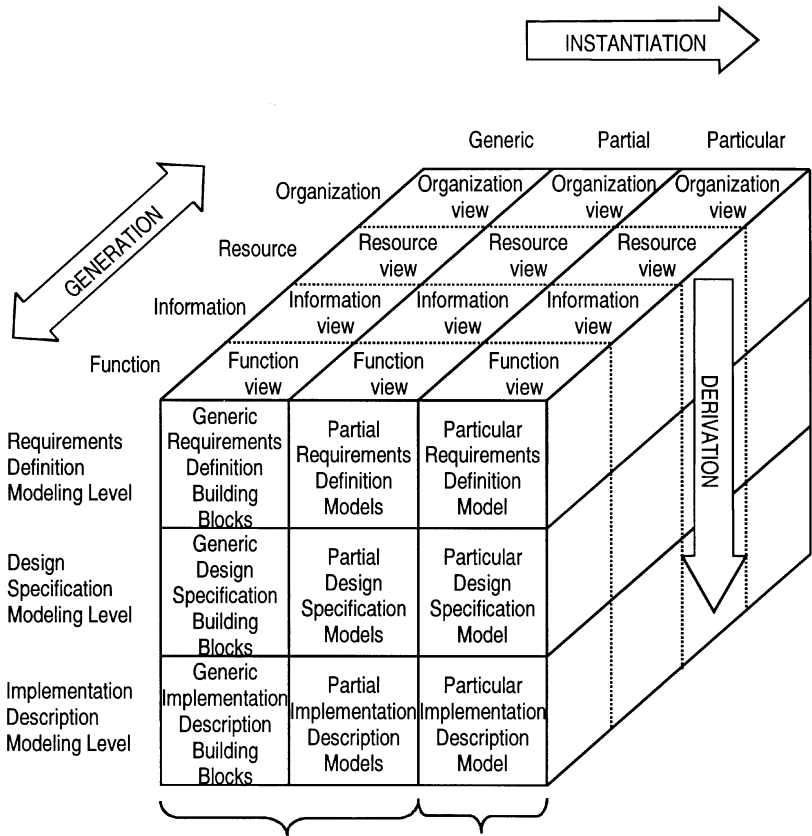 INSTANTIATION
Generic Partial Particular
GENERATION
Organization
Organization view
Organization view
Organization view
Resource
Resource view
Resource view
Resource view
Information
Information view
Information view
Information view
Function
Function view
Function view
Function view
DERIVATION
Requirements
Definition
Modeling Level
Generic
Requirements
Definition
Building
Blocks
Partial
Requirements
Definition
Models
Particular
Requirements
Definition
Model
Design
Specification
Modeling Level
Generic
Design
Specification
Building
Blocks
Partial
Design
Specification
Models
Particular
Design
Specification
Model
Implementation
Description
Modeling Level
Generic
Implementation
Description
Building
Blocks
Partial
Implementation
Description
Models
Particular
Implementation
Description
Model